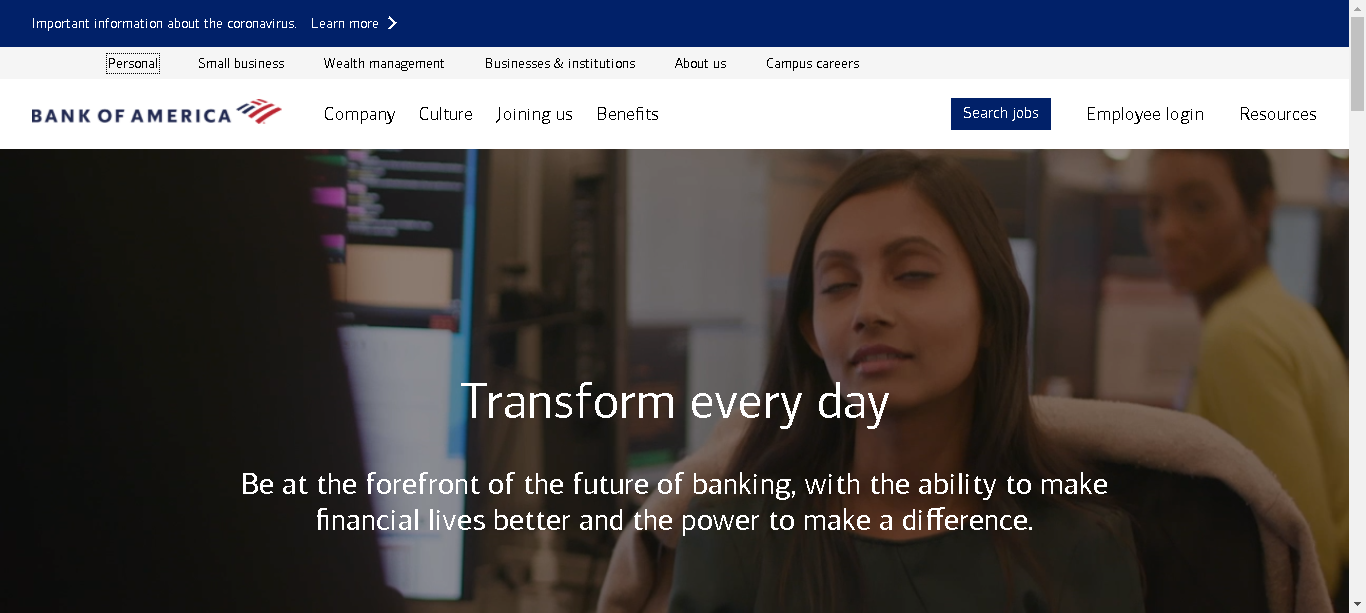 Important information about the coronavirus. Learn more
Personal Small business Wealth management Businesses & institutions About us Campus careers
BANK OF AMERICA Company Culture Joining us Benefits Search jobs Employee login Resources
Transform every day
Be at the forefront of the future of banking, with the ability to make
financial lives better and the power to make a difference.